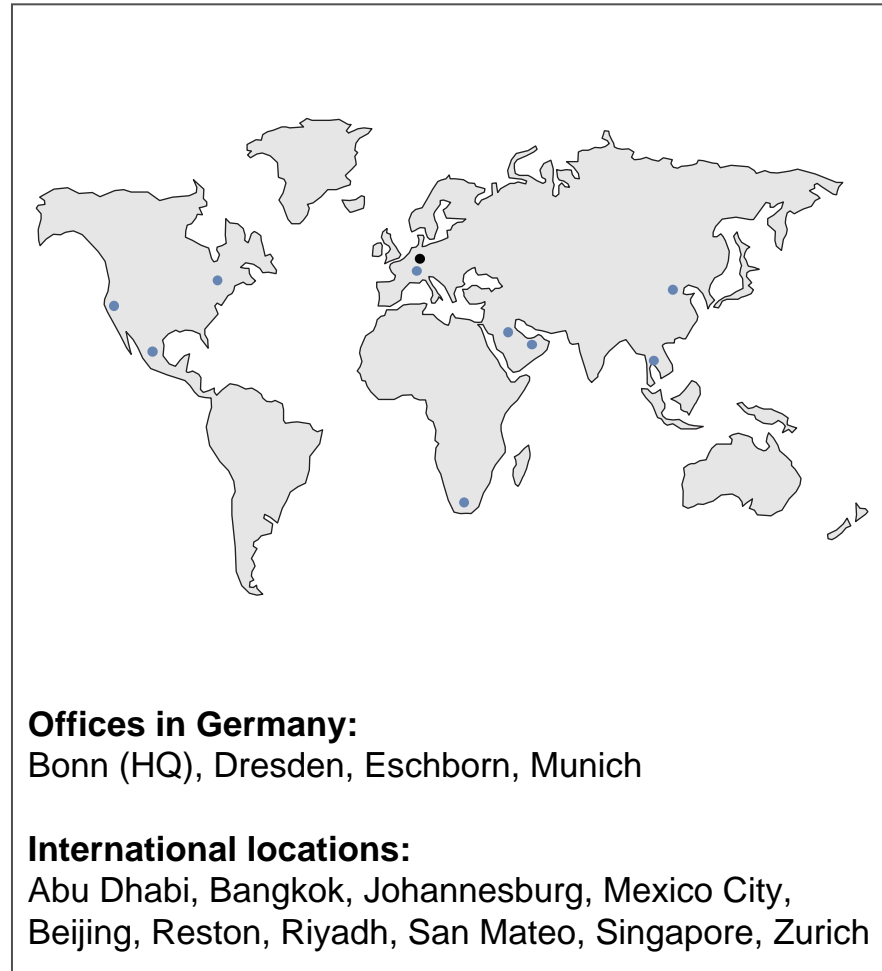 Offices in Germany:
Bonn (HQ), Dresden, Eschborn, Munich
International locations:
Abu Dhabi, Bangkok, Johannesburg, Mexico City,
Beijing, Reston, Riyadh, San Mateo, Singapore, Zurich